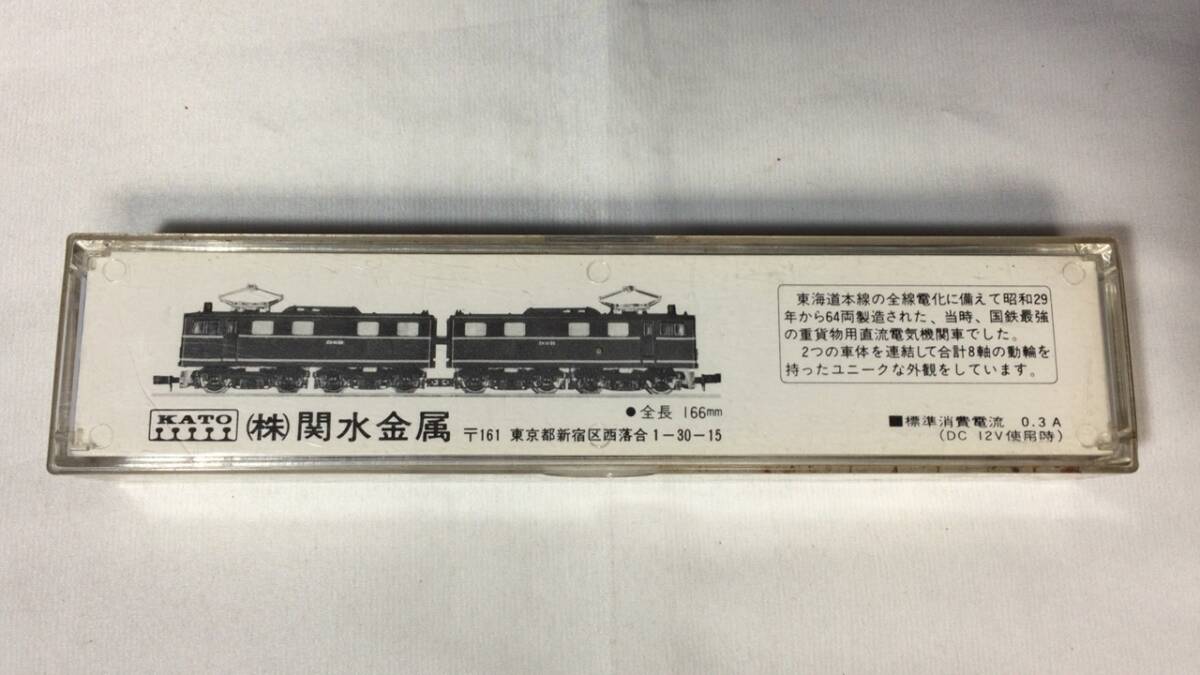 東海道本線の全線電化に備えて昭和29
年から64両製造された、当時、国鉄最強
の重貨物用直流電気機関車でした。
2つの車体を連結して合計8軸の動輪を
持ったユニークな外観をしています。
●全長 166mm
KATO (株)関水金属 〒161 東京都新宿区西落合1-30-15
■標準消費電流 0.3A
(DC 12V使用時)